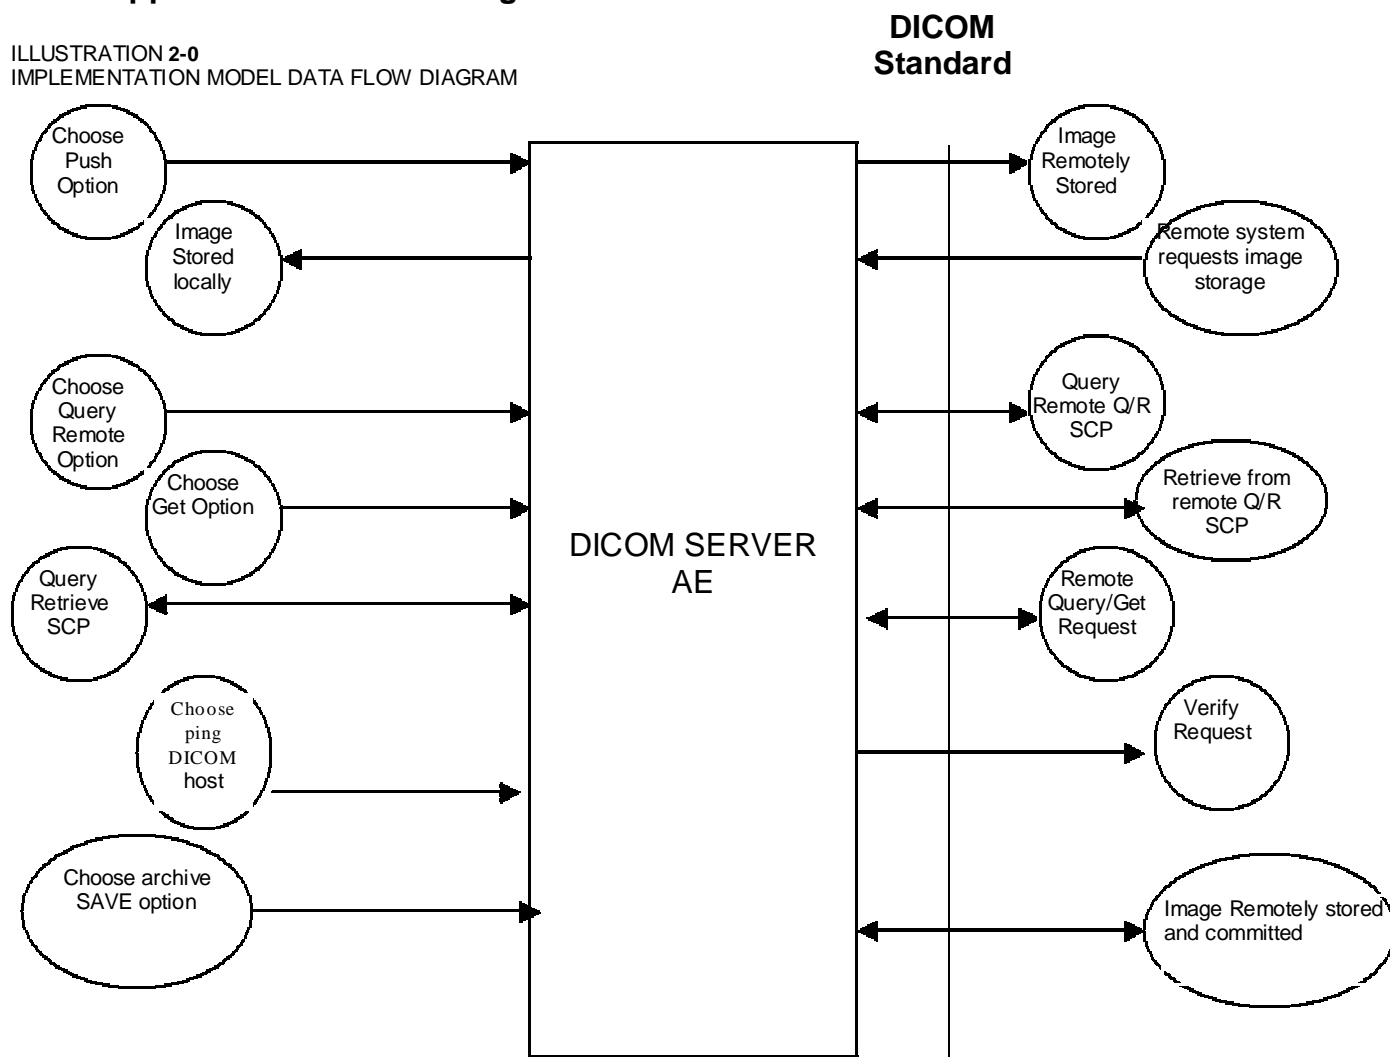 DICOM
Standard
ILLUSTRATION 2-0
IMPLEMENTATION MODEL DATA FLOW DIAGRAM
Choose
Push
Option
Image
Remotely
Stored
Image
Stored
locally
Remote system
requests image
storage
Choose
Query
Remote
Option
Query
Remote Q/R
SCP
Choose
Get Option
Retrieve from
remote Q/R
SCP
DICOM SERVER
AE
Query
Retrieve
SCP
Remote
Query/Get
Request
Choose
ping
DICOM
host
Verify
Request
Choose archive
SAVE option
Image Remotely stored
and committed